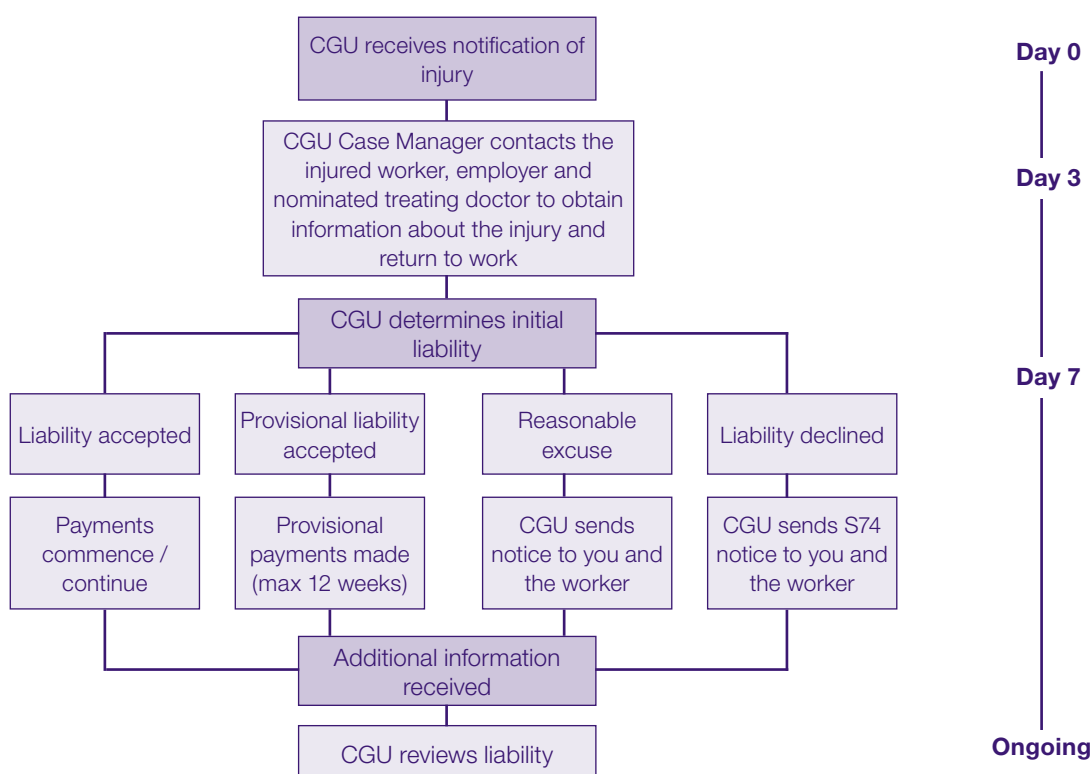 CGU receives notification of
injury
Day 0
CGU Case Manager contacts the
injured worker, employer and
nominated treating doctor to obtain
information about the injury and
return to work
Day 3
CGU determines initial
liability
Day 7
Liability accepted
Provisional liability
accepted
Reasonable
excuse
Liability declined
Payments
commence /
continue
Provisional
payments made
(max 12 weeks)
CGU sends
notice to you and
the worker
CGU sends S74
notice to you and
the worker
Additional information
received
CGU reviews liability
Ongoing